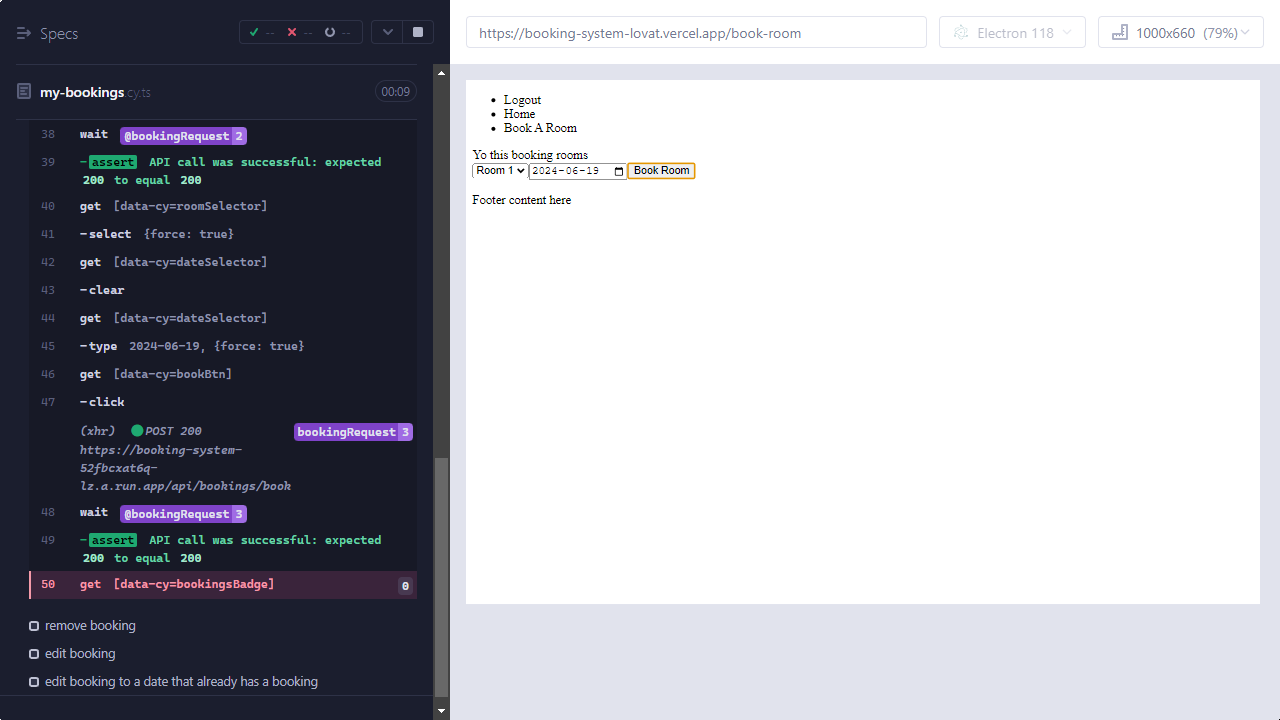 Specs
-- -- --
my-bookings.cy.ts 00:09
38 wait @bookingRequest 2
39 -assert API call was successful: expected
200 to equal 200
40 get [data-cy=roomSelector]
41 -select {force: true}
42 get [data-cy=dateSelector]
43 -clear
44 get [data-cy=dateSelector]
45 -type 2024-06-19, {force: true}
46 get [data-cy=bookBtn]
47 -click
(xhr) POST 200 bookingRequest 3
https://booking-system-
52fbcxat6q-
lz.a.run.app/api/bookings/book
48 wait @bookingRequest 3
49 -assert API call was successful: expected
200 to equal 200
50 get [data-cy=bookingsBadge] 0
remove booking
edit booking
edit booking to a date that already has a booking
https://booking-system-lovat.vercel.app/book-room
Electron 118
1000x660 (79%)
Logout
Home
Book A Room
Yo this booking rooms
Room 1 2024-06-19 Book Room
Footer content here